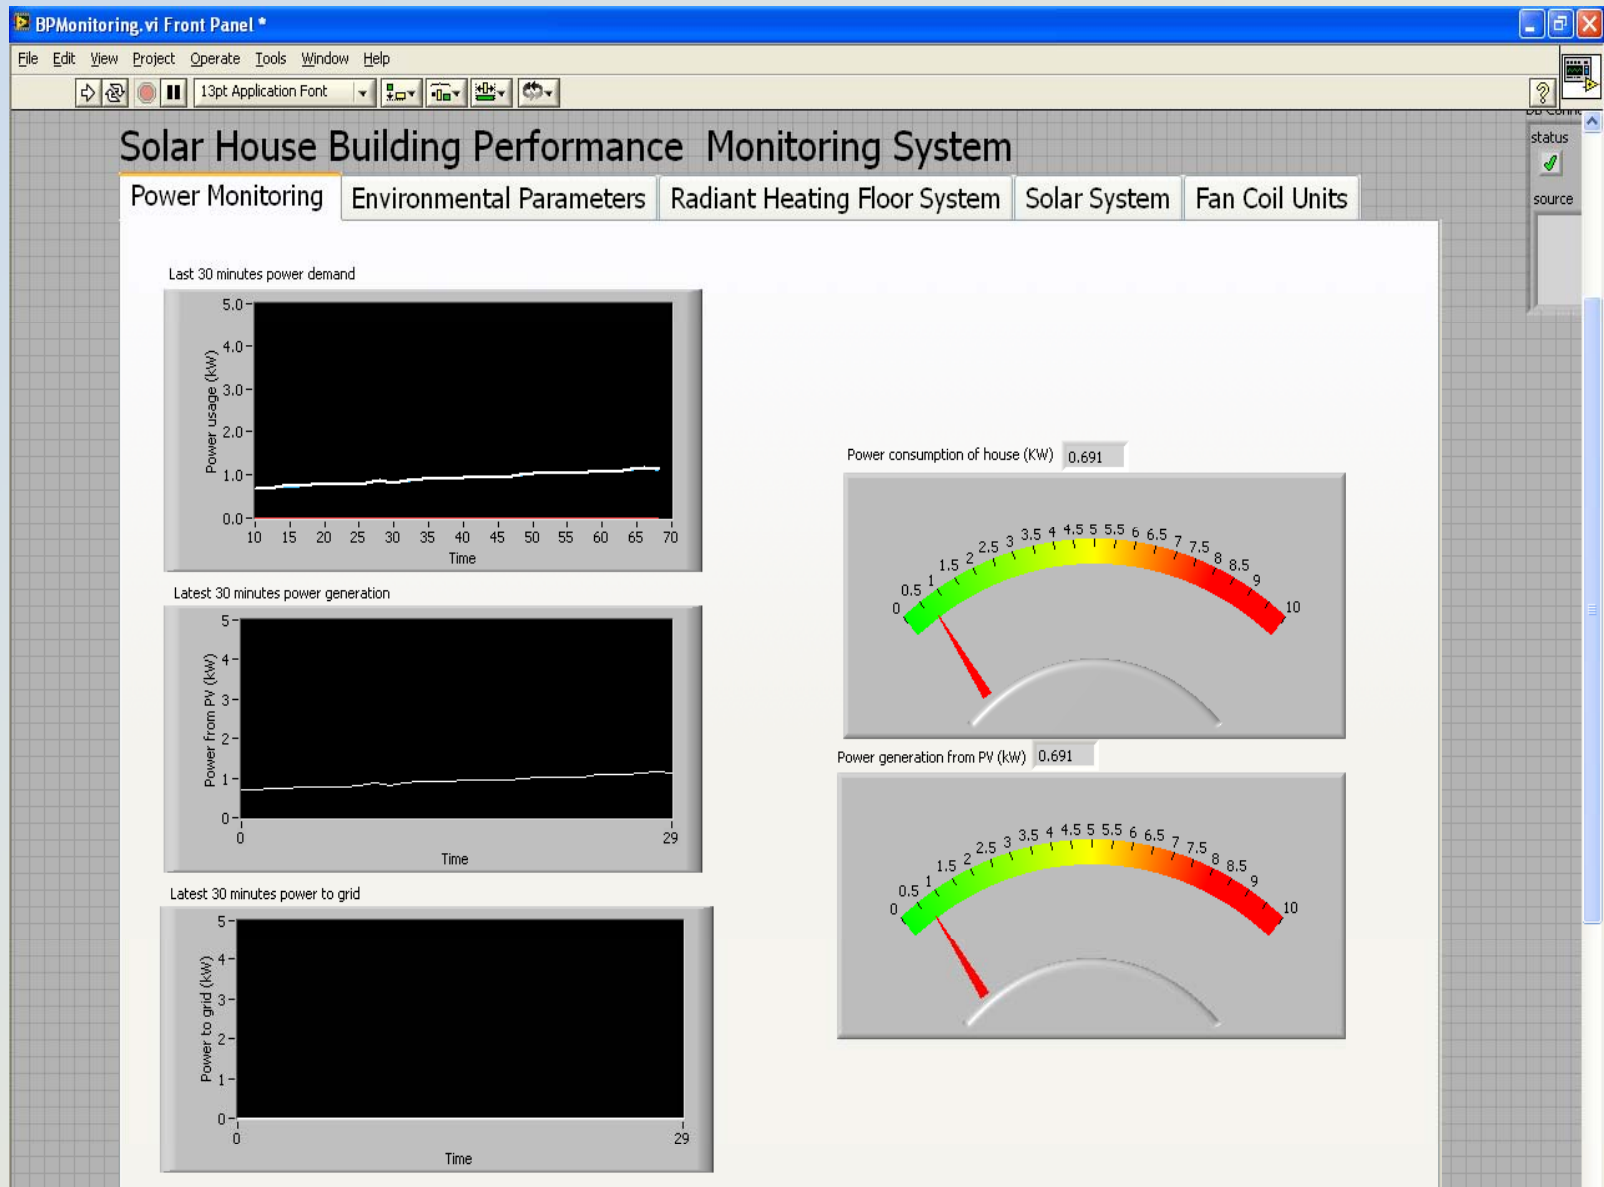 BPMonitoring.vi Front Panel *
File Edit View Project Operate Tools Window Help
13pt Application Font
?
Solar House Building Performance Monitoring System
status
source
Power Monitoring Environmental Parameters Radiant Heating Floor System Solar System Fan Coil Units
Last 30 minutes power demand
5.0
4.0
3.0
2.0
1.0
0.0
Power usage (kW)
10 15 20 25 30 35 40 45 50 55 60 65 70
Time
Latest 30 minutes power generation
5
4
3
2
1
0
Power from PV (kW)
0 29
Time
Latest 30 minutes power to grid
5
4
3
2
1
0
Power to grid (kW)
0 29
Time
Power consumption of house (KW) 0.691
0 0.5 1 1.5 2 2.5 3 3.5 4 4.5 5 5.5 6 6.5 7 7.5 8 8.5 9 10
Power generation from PV (kW) 0.691
0 0.5 1 1.5 2 2.5 3 3.5 4 4.5 5 5.5 6 6.5 7 7.5 8 8.5 9 10